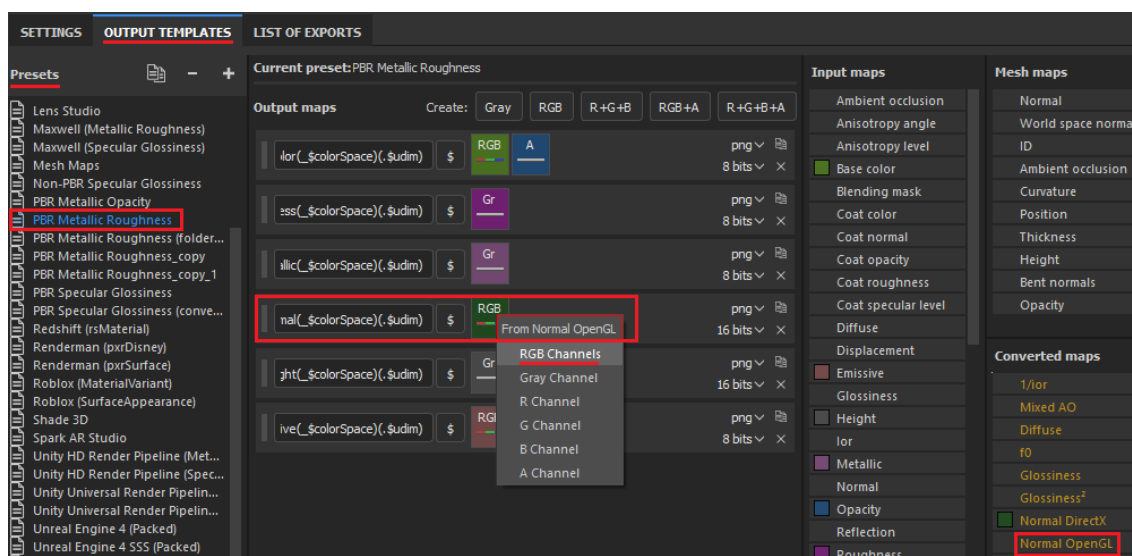 SETTINGS OUTPUT TEMPLATES LIST OF EXPORTS
Presets
Lens Studio
Maxwell (Metallic Roughness)
Maxwell (Specular Glossiness)
Mesh Maps
Non-PBR Specular Glossiness
PBR Metallic Opacity
PBR Metallic Roughness
PBR Metallic Roughness (folder...
PBR Metallic Roughness_copy
PBR Metallic Roughness_copy_1
PBR Specular Glossiness
PBR Specular Glossiness (conve...
Redshift (rsMaterial)
Renderman (pxrDisney)
Renderman (pxrSurface)
Roblox (MaterialVariant)
Roblox (SurfaceAppearance)
Shade 3D
Spark AR Studio
Unity HD Render Pipeline (Met...
Unity HD Render Pipeline (Spec...
Unity Universal Render Pipelin...
Unity Universal Render Pipelin...
Unreal Engine 4 (Packed)
Unreal Engine 4 SSS (Packed)
Current preset: PBR Metallic Roughness
Output maps Create: Gray RGB R+G+B RGB+A R+G+B+A
lor(_$colorSpace)(.$udim) $ RGB A png
8 bits
ess(_$colorSpace)(.$udim) $ Gr png
8 bits
allic(_$colorSpace)(.$udim) $ Gr png
8 bits
nal(_$colorSpace)(.$udim) $ RGB png
16 bits
ght(_$colorSpace)(.$udim) $ Gr png
16 bits
ive(_$colorSpace)(.$udim) $ RG png
8 bits
From Normal OpenGL
RGB Channels
Gray Channel
R Channel
G Channel
B Channel
A Channel
Input maps
Ambient occlusion
Anisotropy angle
Anisotropy level
Base color
Blending mask
Coat color
Coat normal
Coat opacity
Coat roughness
Coat specular level
Diffuse
Displacement
Emissive
Glossiness
Height
Ior
Metallic
Normal
Opacity
Reflection
Roughness
Mesh maps
Normal
World space norma
ID
Ambient occlusion
Curvature
Position
Thickness
Height
Bent normals
Opacity
Converted maps
1/ior
Mixed AO
Diffuse
f0
Glossiness
Glossiness²
Normal DirectX
Normal OpenGL